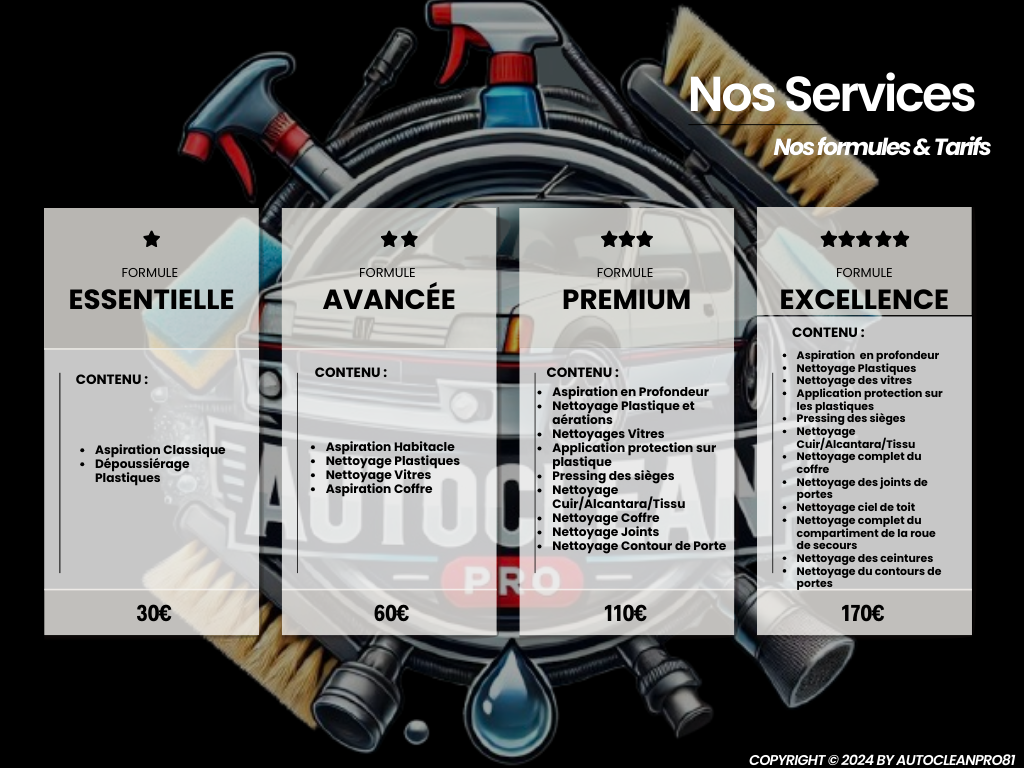 Nos Services
Nos formules & Tarifs
★
FORMULE
ESSENTIELLE
CONTENU :
• Aspiration Classique
• Dépoussiérage
Plastiques
30€
★★
FORMULE
AVANCÉE
CONTENU :
• Aspiration Habitacle
• Nettoyage Plastiques
• Nettoyage Vitres
• Aspiration Coffre
60€
★★★
FORMULE
PREMIUM
CONTENU :
• Aspiration en Profondeur
• Nettoyage Plastique et
aérations
• Nettoyages Vitres
• Application protection sur
plastique
• Pressing des sièges
• Nettoyage
Cuir/Alcantara/Tissu
• Nettoyage Coffre
• Nettoyage Joints
• Nettoyage Contour de Porte
110€
★★★★★
FORMULE
EXCELLENCE
CONTENU :
• Aspiration en profondeur
• Nettoyage Plastiques
• Nettoyage des vitres
• Application protection sur
les plastiques
• Pressing des sièges
• Nettoyage
Cuir/Alcantara/Tissu
• Nettoyage complet du
coffre
• Nettoyage des joints de
portes
• Nettoyage ciel de toit
• Nettoyage complet du
compartiment de la roue
de secours
• Nettoyage des ceintures
• Nettoyage du contours de
portes
170€
AUTOCLEAN
PRO
COPYRIGHT © 2024 BY AUTOCLEANPRO81